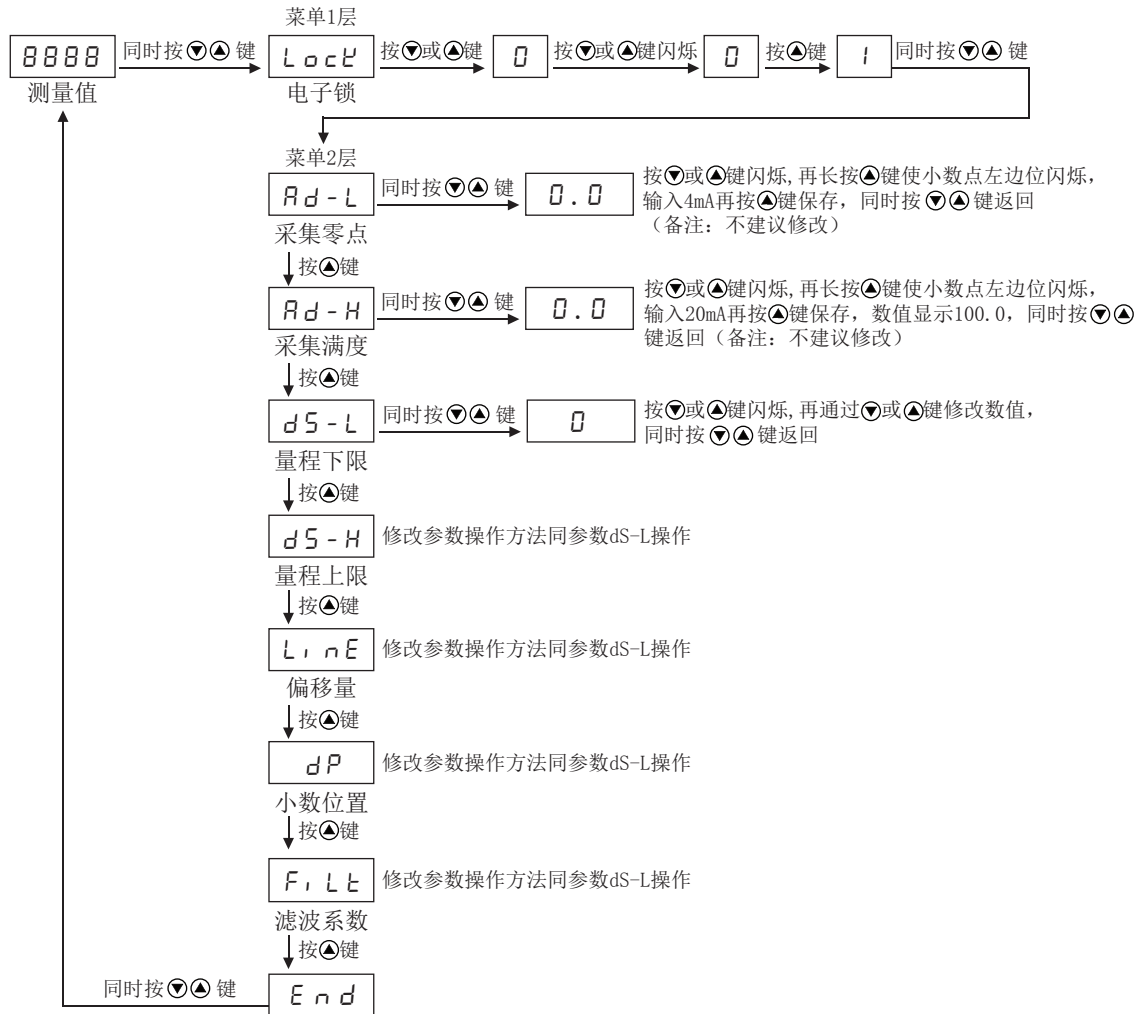 菜单1层
8888 同时按▼▲键 LocK 按▼或▲键 0 按▼或▲键闪烁 0 按▲键 1 同时按▼▲键
测量值 电子锁
菜单2层
Ad-L 同时按▼▲键 0.0 按▼或▲键闪烁,再长按▲键使小数点左边位闪烁,
输入4mA再按▲键保存，同时按▼▲键返回
采集零点 （备注：不建议修改）
按▲键
Ad-H 同时按▼▲键 0.0 按▼或▲键闪烁,再长按▲键使小数点左边位闪烁,
输入20mA再按▲键保存，数值显示100.0，同时按▼▲
采集满度 键返回（备注：不建议修改）
按▲键
dS-L 同时按▼▲键 0 按▼或▲键闪烁,再通过▼或▲键修改数值，
同时按▼▲键返回
量程下限
按▲键
dS-H 修改参数操作方法同参数dS-L操作
量程上限
按▲键
LinE 修改参数操作方法同参数dS-L操作
偏移量
按▲键
dP 修改参数操作方法同参数dS-L操作
小数位置
按▲键
FiLt 修改参数操作方法同参数dS-L操作
滤波系数
按▲键
同时按▼▲键 End